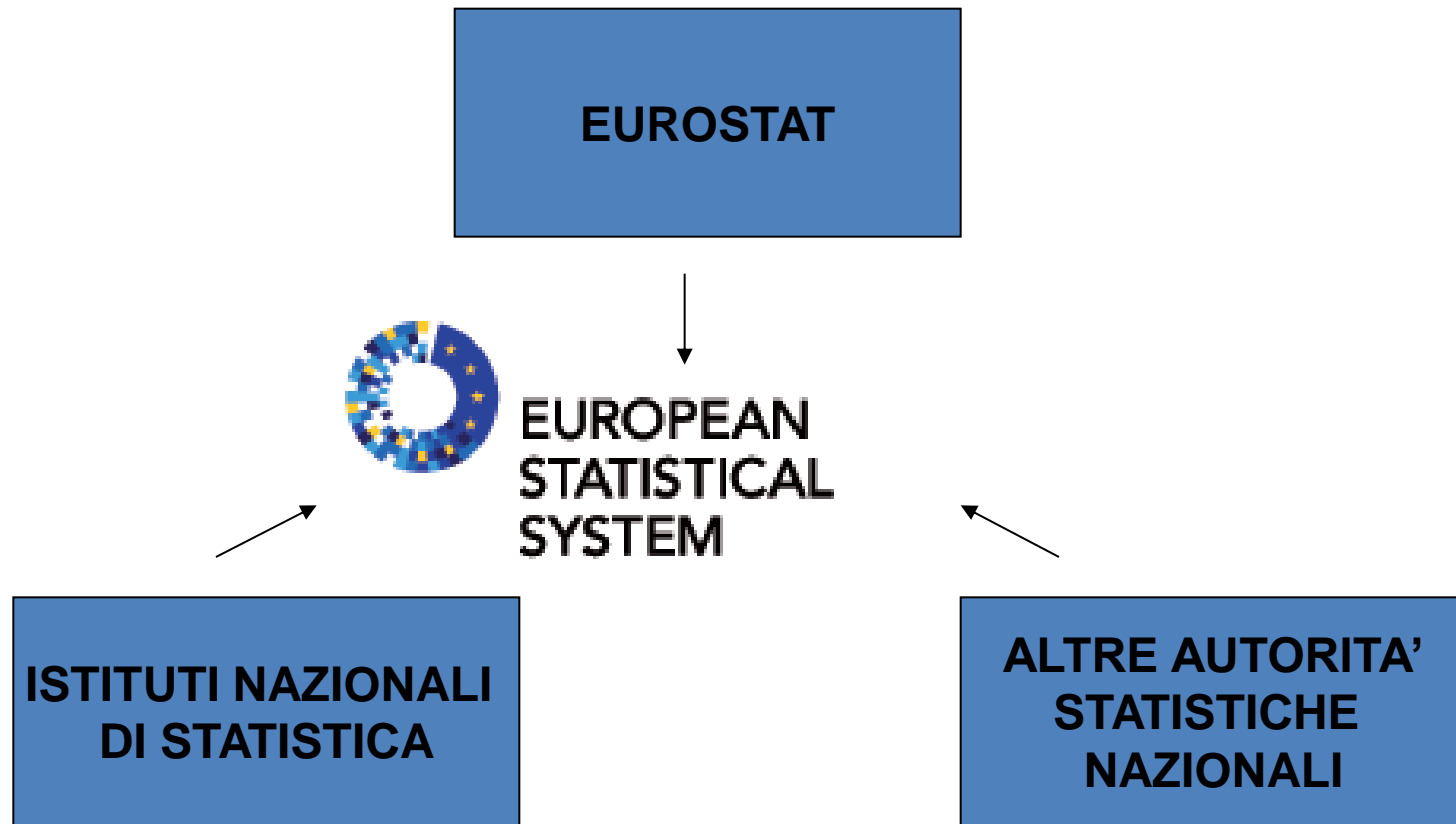 EUROSTAT
EUROPEAN
STATISTICAL
SYSTEM
ISTITUTI NAZIONALI
DI STATISTICA
ALTRE AUTORITA’
STATISTICHE
NAZIONALI